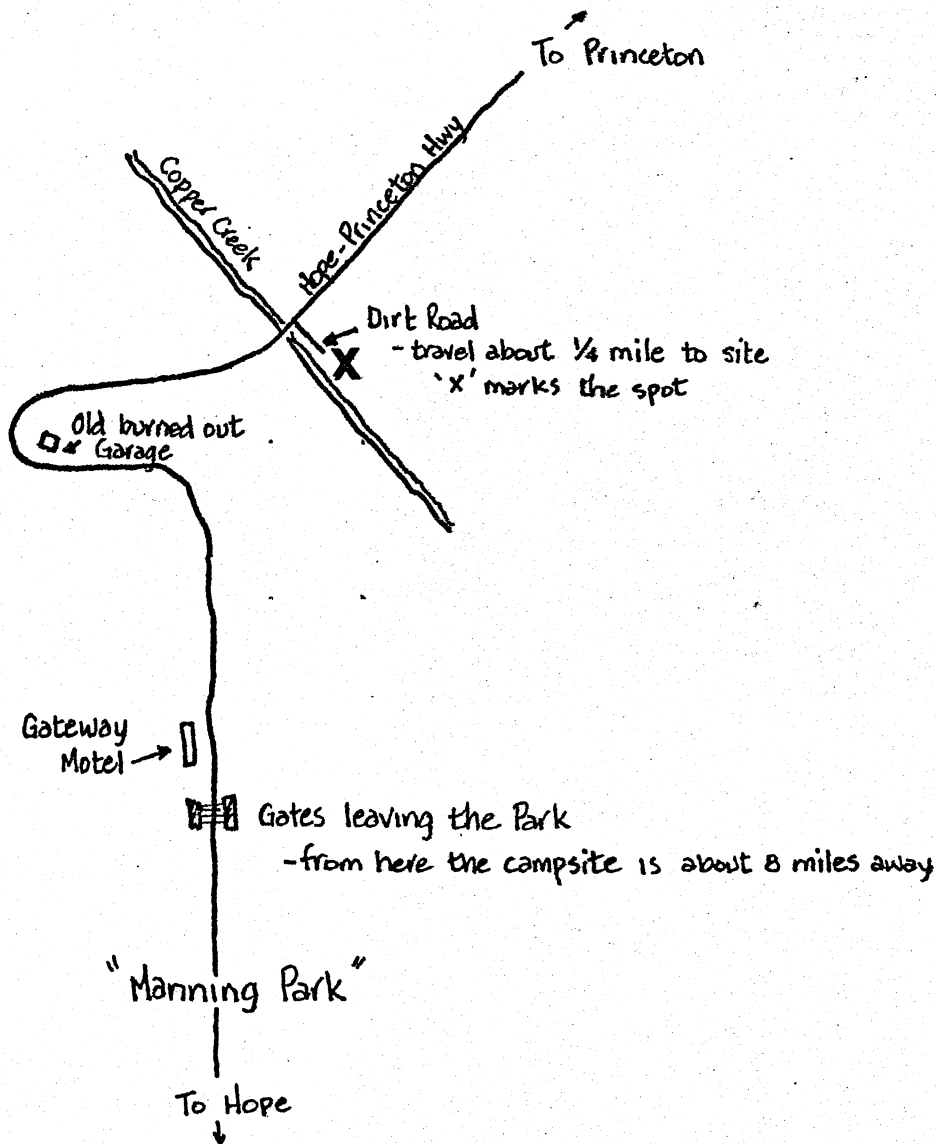 To Princeton
Hope-Princeton Hwy
Copper Creek
Dirt Road
- travel about 1/4 mile to site
'X' marks the spot
X
Old burned out
Garage
Gateway
Motel
Gates leaving the Park
- from here the campsite is about 8 miles away
"Manning Park"
To Hope